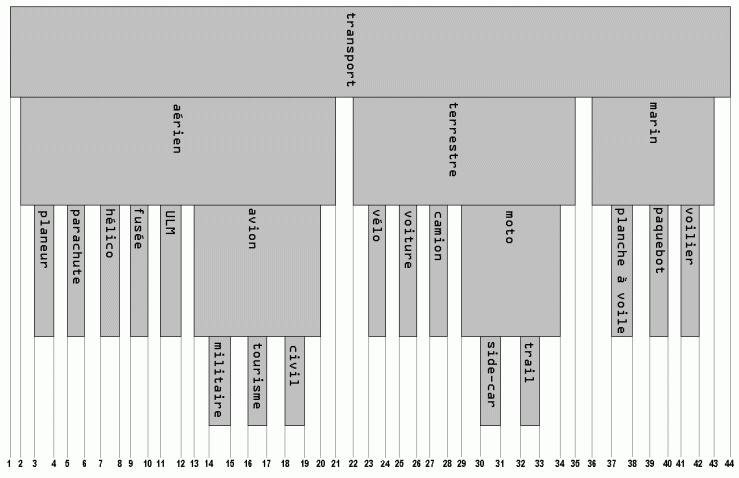 transport
aérien
terrestre
marin
planeur
parachute
hélico
fusée
ULM
avion
vélo
voiture
camion
moto
planche à voile
paquebot
voilier
militaire
tourisme
civil
side-car
trail
1 2 3 4 5 6 7 8 9 10 11 12 13 14 15 16 17 18 19 20 21 22 23 24 25 26 27 28 29 30 31 32 33 34 35 36 37 38 39 40 41 42 43 44